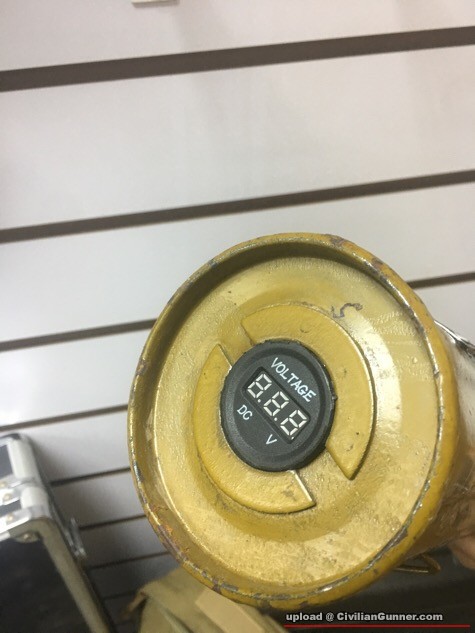 VOLTAGE
8.8.8
DC V
upload @ CivilianGunner.com